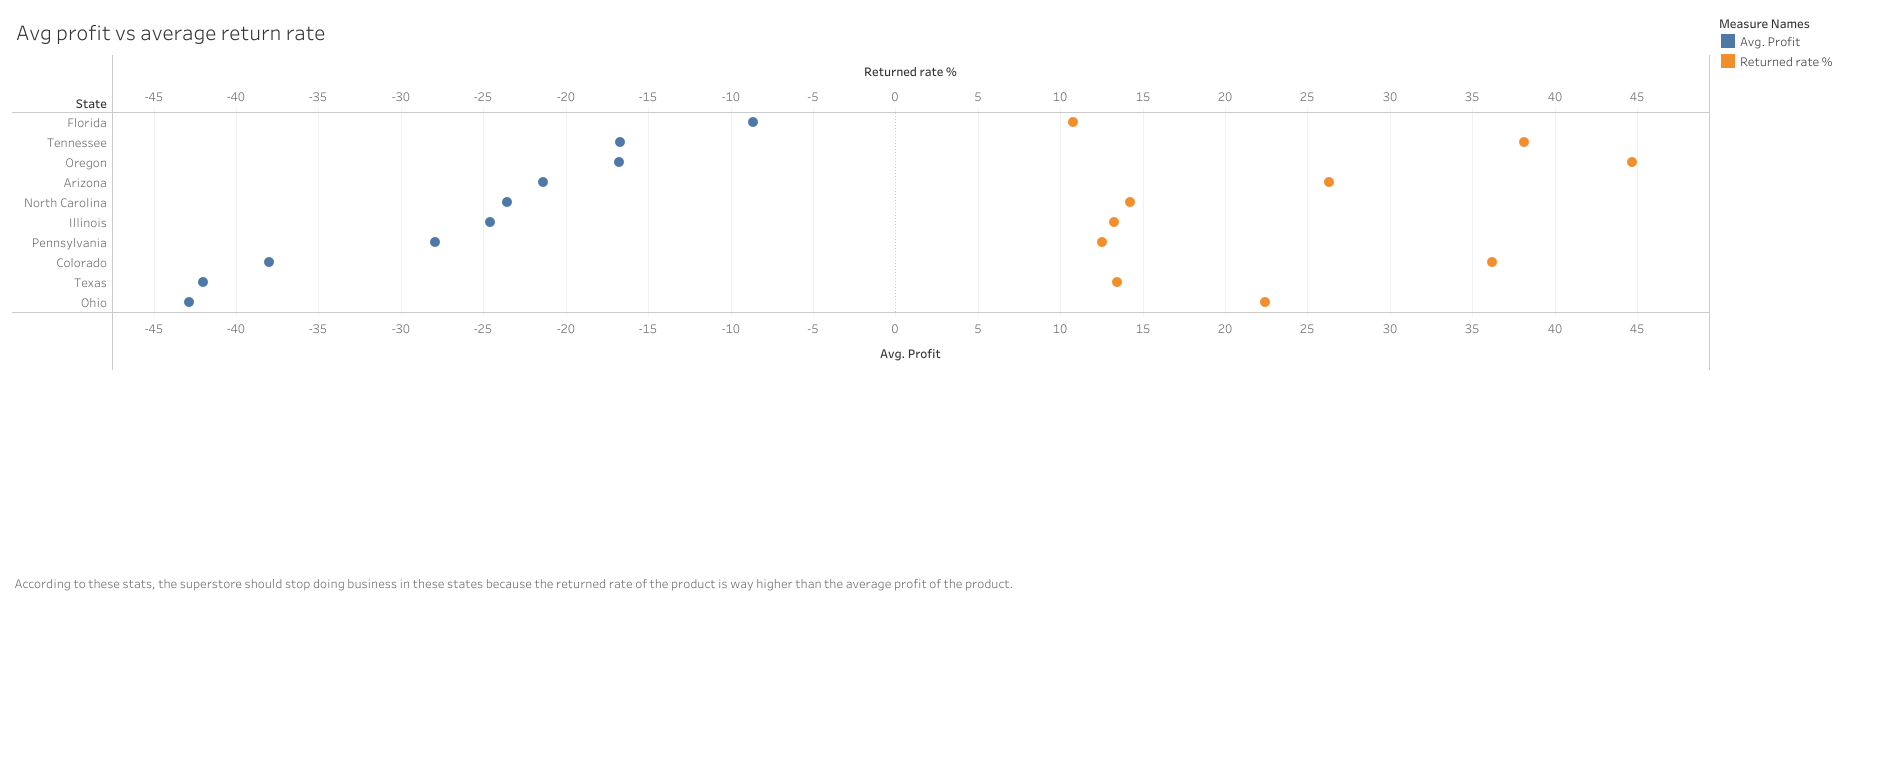 Avg profit vs average return rate
Measure Names
Avg. Profit
Returned rate %
Returned rate %
State
-45 -40 -35 -30 -25 -20 -15 -10 -5 0 5 10 15 20 25 30 35 40 45
Florida
Tennessee
Oregon
Arizona
North Carolina
Illinois
Pennsylvania
Colorado
Texas
Ohio
-45 -40 -35 -30 -25 -20 -15 -10 -5 0 5 10 15 20 25 30 35 40 45
Avg. Profit
According to these stats, the superstore should stop doing business in these states because the returned rate of the product is way higher than the average profit of the product.